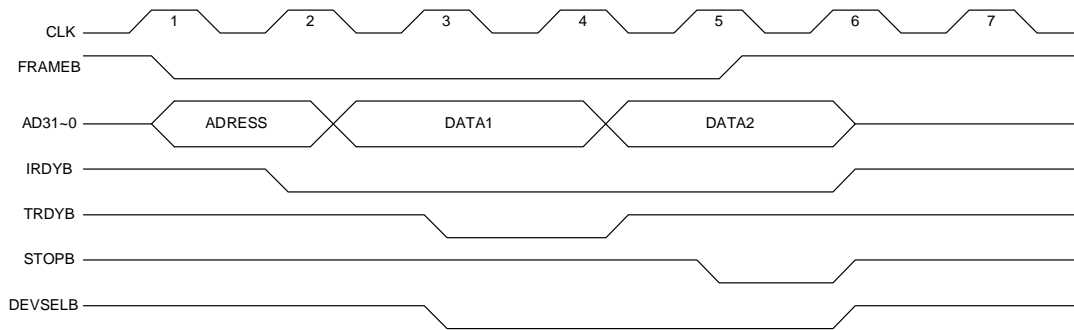 1 2 3 4 5 6 7
CLK
FRAMEB
AD31~0 ADRESS DATA1 DATA2
IRDYB
TRDYB
STOPB
DEVSELB